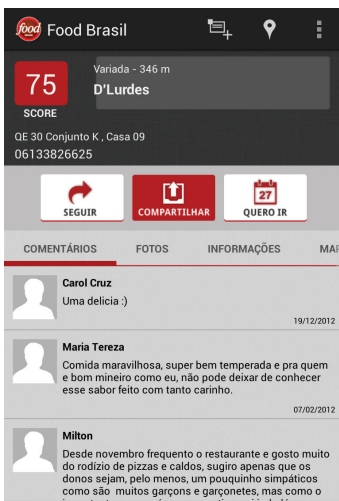 food Food Brasil
75
SCORE
Variada - 346 m
D'Lurdes
QE 30 Conjunto K , Casa 09
06133826625
SEGUIR
COMPARTILHAR
27
QUERO IR
COMENTÁRIOS FOTOS INFORMAÇÕES MA
Carol Cruz
Uma delicia :)
19/12/2012
Maria Tereza
Comida maravilhosa, super bem temperada e pra quem
e bom mineiro como eu, não pode deixar de conhecer
esse sabor feito com tanto carinho.
07/02/2012
Milton
Desde novembro frequento o restaurante e gosto muito
do rodízio de pizzas e caldos, sugiro apenas que os
donos sejam, pelo menos, um pouquinho simpáticos
como são muitos garçons e garçonetes, mas como o